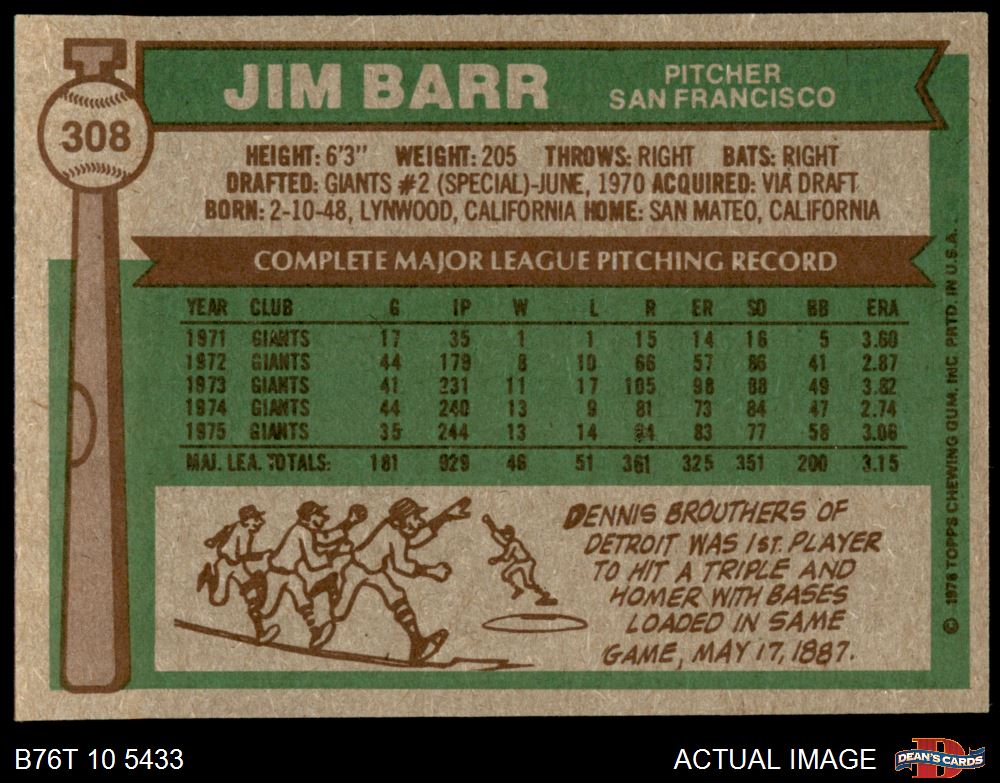 308
JIM BARR
PITCHER
SAN FRANCISCO
HEIGHT: 6'3" WEIGHT: 205 THROWS: RIGHT BATS: RIGHT
DRAFTED: GIANTS #2 (SPECIAL)-JUNE, 1970 ACQUIRED: VIA DRAFT
BORN: 2-10-48, LYNWOOD, CALIFORNIA HOME: SAN MATEO, CALIFORNIA
COMPLETE MAJOR LEAGUE PITCHING RECORD
YEAR CLUB G IP W L R ER SO BB ERA
1971 GIANTS 17 35 1 1 15 14 16 5 3.60
1972 GIANTS 44 179 8 10 66 57 86 41 2.87
1973 GIANTS 41 231 11 17 105 98 88 49 3.82
1974 GIANTS 44 240 13 9 81 73 84 47 2.74
1975 GIANTS 35 244 13 14 94 83 77 58 3.06
MAJ. LEA. TOTALS: 181 929 46 51 361 325 351 200 3.15
DENNIS BROUTHERS OF
DETROIT WAS 1ST. PLAYER
TO HIT A TRIPLE AND
HOMER WITH BASES
LOADED IN SAME
GAME, MAY 17, 1887.
© 1976 TOPPS CHEWING GUM, INC PRTD. IN U.S.A.
B76T 10 5433
ACTUAL IMAGE
D
DEAN'S CARDS